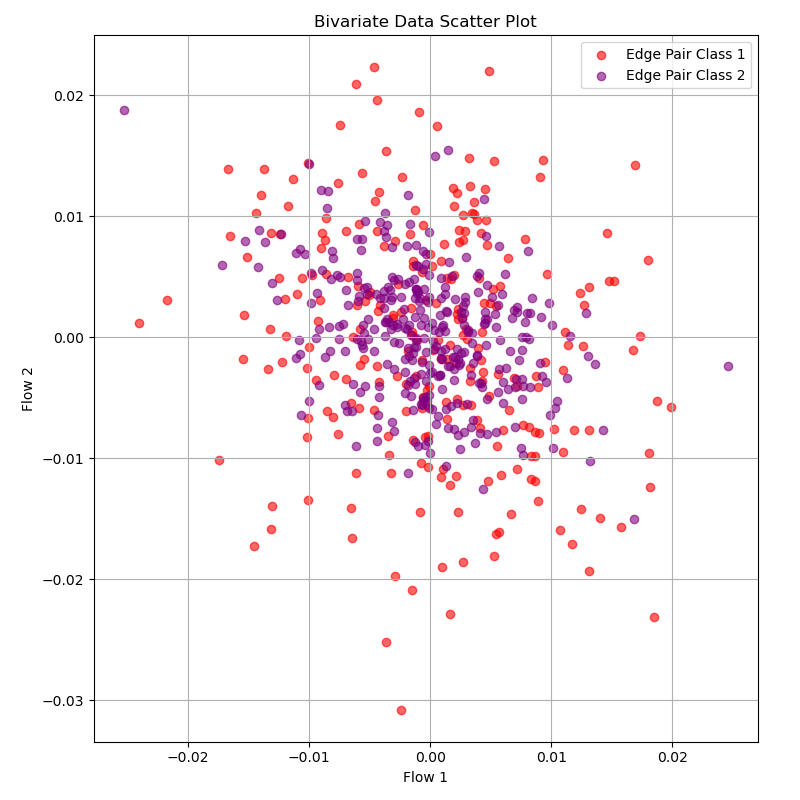 Bivariate Data Scatter Plot
Edge Pair Class 1
Edge Pair Class 2
0.02
0.01
0.00
−0.01
−0.02
−0.03
Flow 2
−0.02
−0.01
0.00
0.01
0.02
Flow 1